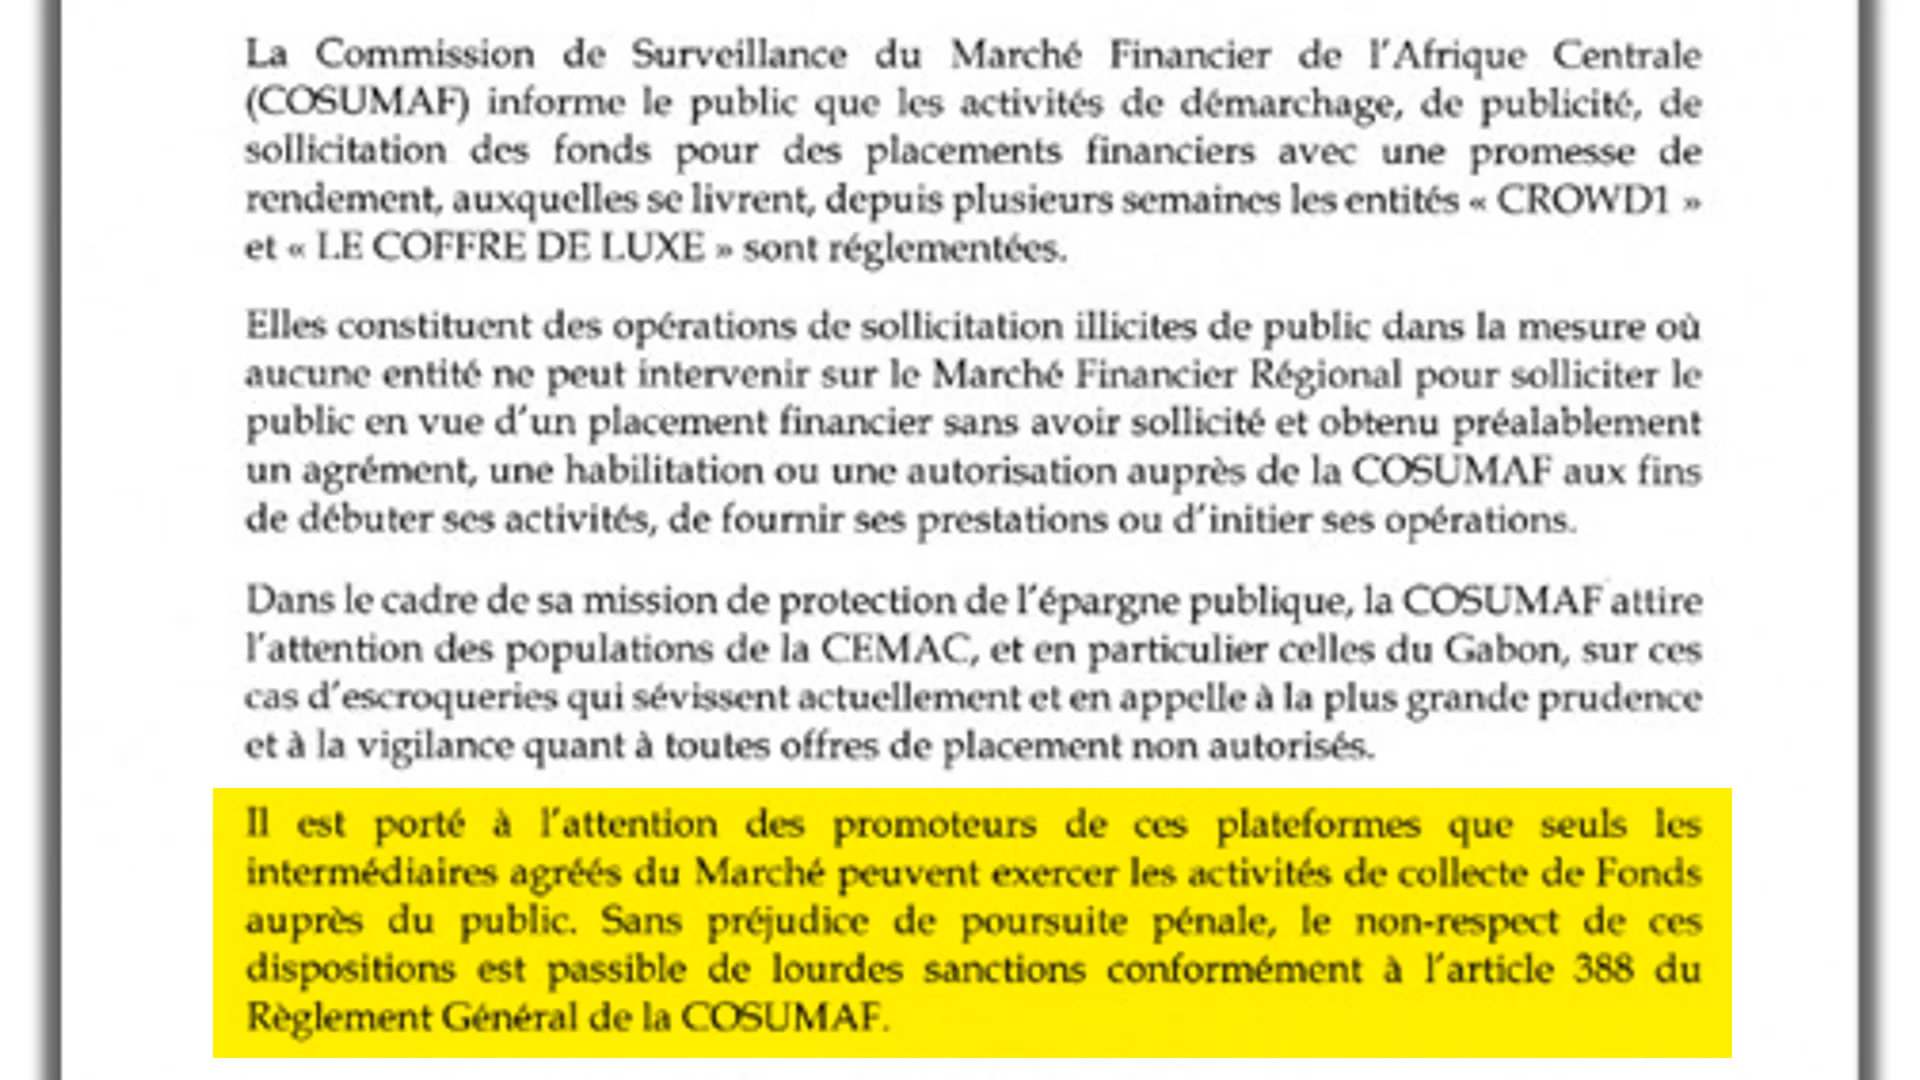 La Commission de Surveillance du Marché Financier de l'Afrique Centrale
(COSUMAF) informe le public que les activités de démarchage, de publicité, de
sollicitation des fonds pour des placements financiers avec une promesse de
rendement, auxquelles se livrent, depuis plusieurs semaines les entités « CROWD1 »
et « LE COFFRE DE LUXE » sont réglementées.
Elles constituent des opérations de sollicitation illicites de public dans la mesure où
aucune entité ne peut intervenir sur le Marché Financier Régional pour solliciter le
public en vue d'un placement financier sans avoir sollicité et obtenu préalablement
un agrément, une habilitation ou une autorisation auprès de la COSUMAF aux fins
de débuter ses activités, de fournir ses prestations ou d'initier ses opérations.
Dans le cadre de sa mission de protection de l'épargne publique, la COSUMAF attire
l'attention des populations de la CEMAC, et en particulier celles du Gabon, sur ces
cas d'escroqueries qui sévissent actuellement et en appelle à la plus grande prudence
et à la vigilance quant à toutes offres de placement non autorisés.
Il est porté à l'attention des promoteurs de ces plateformes que seuls les
intermédiaires agréés du Marché peuvent exercer les activités de collecte de Fonds
auprès du public. Sans préjudice de poursuite pénale, le non-respect de ces
dispositions est passible de lourdes sanctions conformément à l'article 388 du
Règlement Général de la COSUMAF.